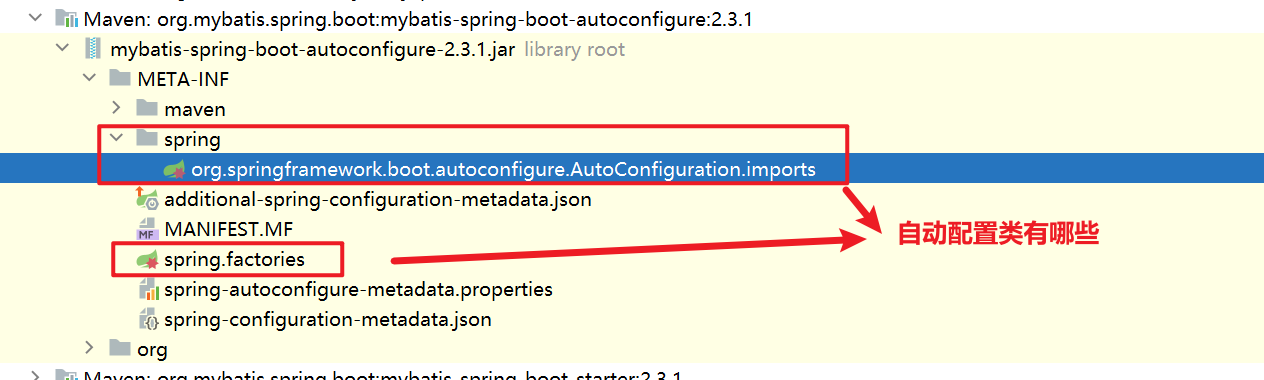 Maven: org.mybatis.spring.boot:mybatis-spring-boot-autoconfigure:2.3.1
mybatis-spring-boot-autoconfigure-2.3.1.jar library root
META-INF
maven
spring
org.springframework.boot.autoconfigure.AutoConfiguration.imports
additional-spring-configuration-metadata.json
MF MANIFEST.MF
自动配置类有哪些
spring.factories
spring-autoconfigure-metadata.properties
spring-configuration-metadata.json
org
Maven: org.mybatis.spring.boot:mybatis-spring-boot-starter:2.3.1